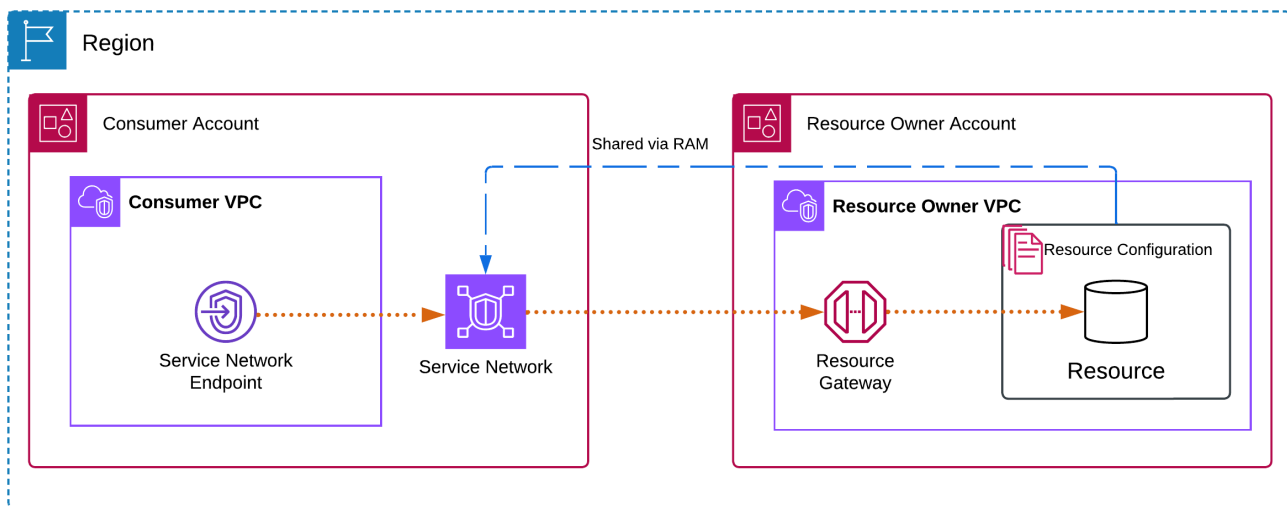 Region
Consumer Account
Shared via RAM
Resource Owner Account
Consumer VPC
Resource Owner VPC
Resource Configuration
Service Network
Endpoint
Service Network
Resource
Gateway
Resource